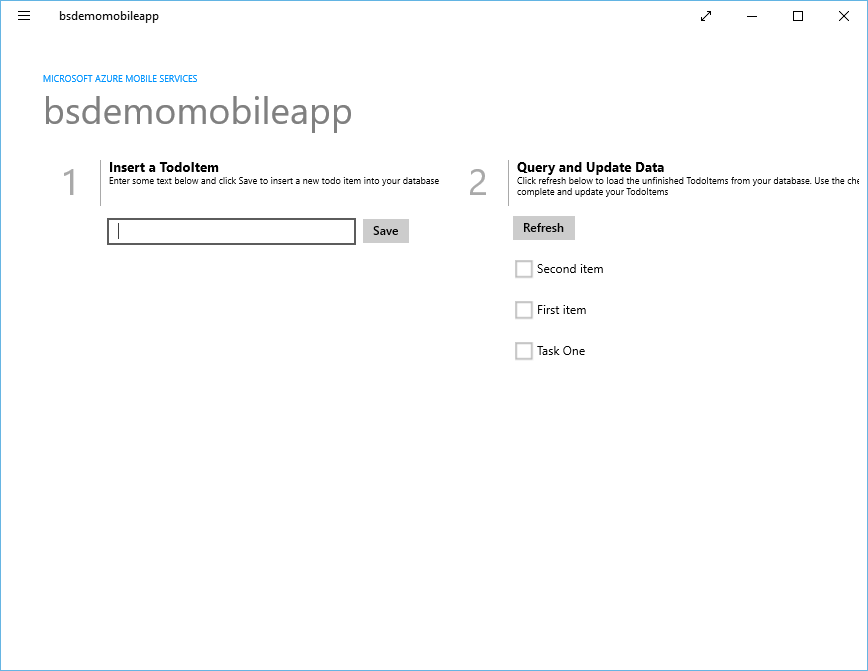 bsdemomobileapp
MICROSOFT AZURE MOBILE SERVICES
bsdemomobileapp
1
Insert a TodoItem
Enter some text below and click Save to insert a new todo item into your database
Save
2
Query and Update Data
Click refresh below to load the unfinished TodoItems from your database. Use the
complete and update your TodoItems
Refresh
Second item
First item
Task One